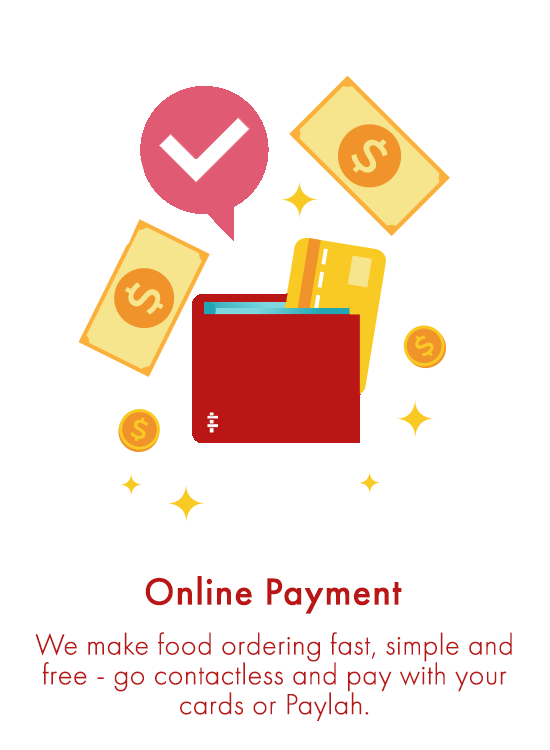 $
$
$
$
Online Payment
We make food ordering fast, simple and
free - go contactless and pay with your
cards or Paylah.